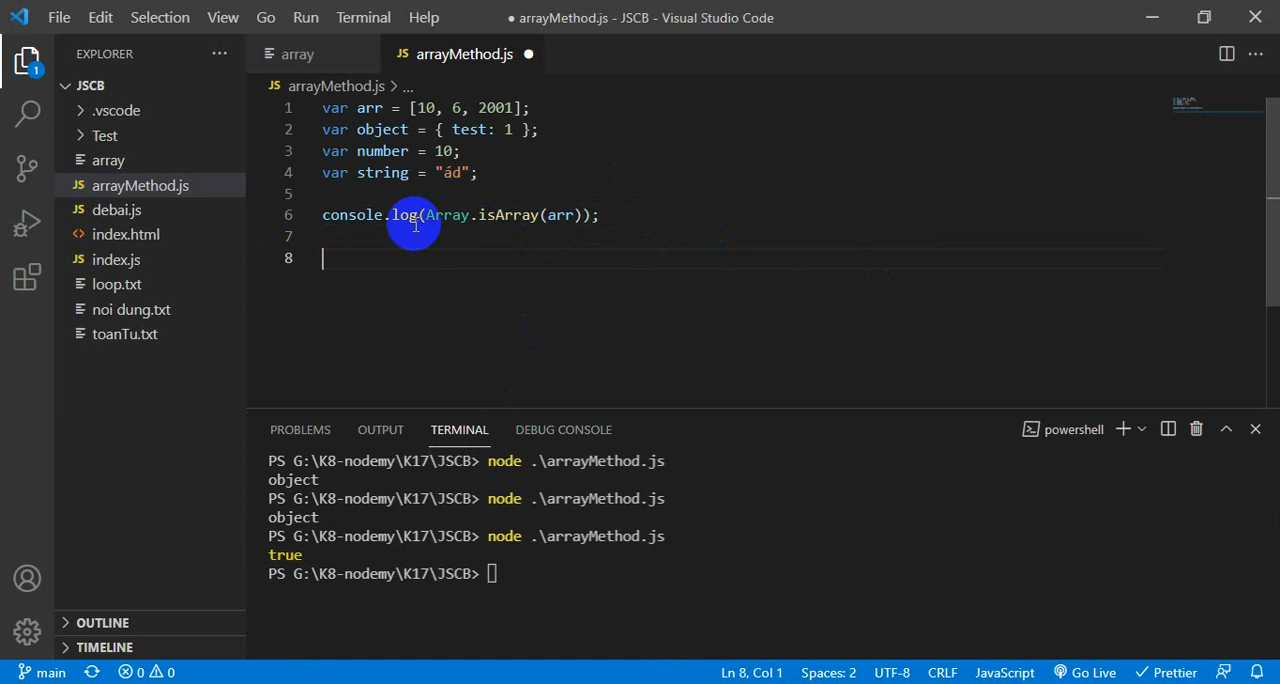 File Edit Selection View Go Run Terminal Help ● arrayMethod.js - JSCB - Visual Studio Code
EXPLORER ···
array
JS arrayMethod.js ●
1
JSCB
.vscode
Test
array
JS arrayMethod.js
JS debai.js
<> index.html
JS index.js
loop.txt
noi dung.txt
toanTu.txt
OUTLINE
TIMELINE
JS arrayMethod.js > ...
1 var arr = [10, 6, 2001];
2 var object = { test: 1 };
3 var number = 10;
4 var string = "ád";
5
6 console.log(Array.isArray(arr));
7
8
PROBLEMS OUTPUT TERMINAL DEBUG CONSOLE powershell
PS G:\K8-nodemy\K17\JSCB> node .\arrayMethod.js
object
PS G:\K8-nodemy\K17\JSCB> node .\arrayMethod.js
object
PS G:\K8-nodemy\K17\JSCB> node .\arrayMethod.js
true
PS G:\K8-nodemy\K17\JSCB>
main 0 0 Ln 8, Col 1 Spaces: 2 UTF-8 CRLF JavaScript Go Live Prettier